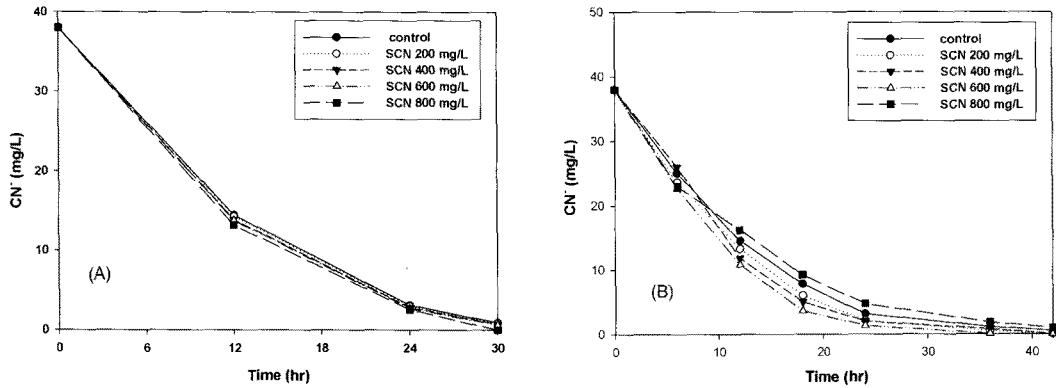 40
30
20
10
0
CN⁻ (mg/L)
control
SCN 200 mg/L
SCN 400 mg/L
SCN 600 mg/L
SCN 800 mg/L
(A)
0
6
12
18
24
30
Time (hr)
50
40
30
20
10
0
CN⁻ (mg/L)
control
SCN 200 mg/L
SCN 400 mg/L
SCN 600 mg/L
SCN 800 mg/L
(B)
0
10
20
30
40
Time (hr)